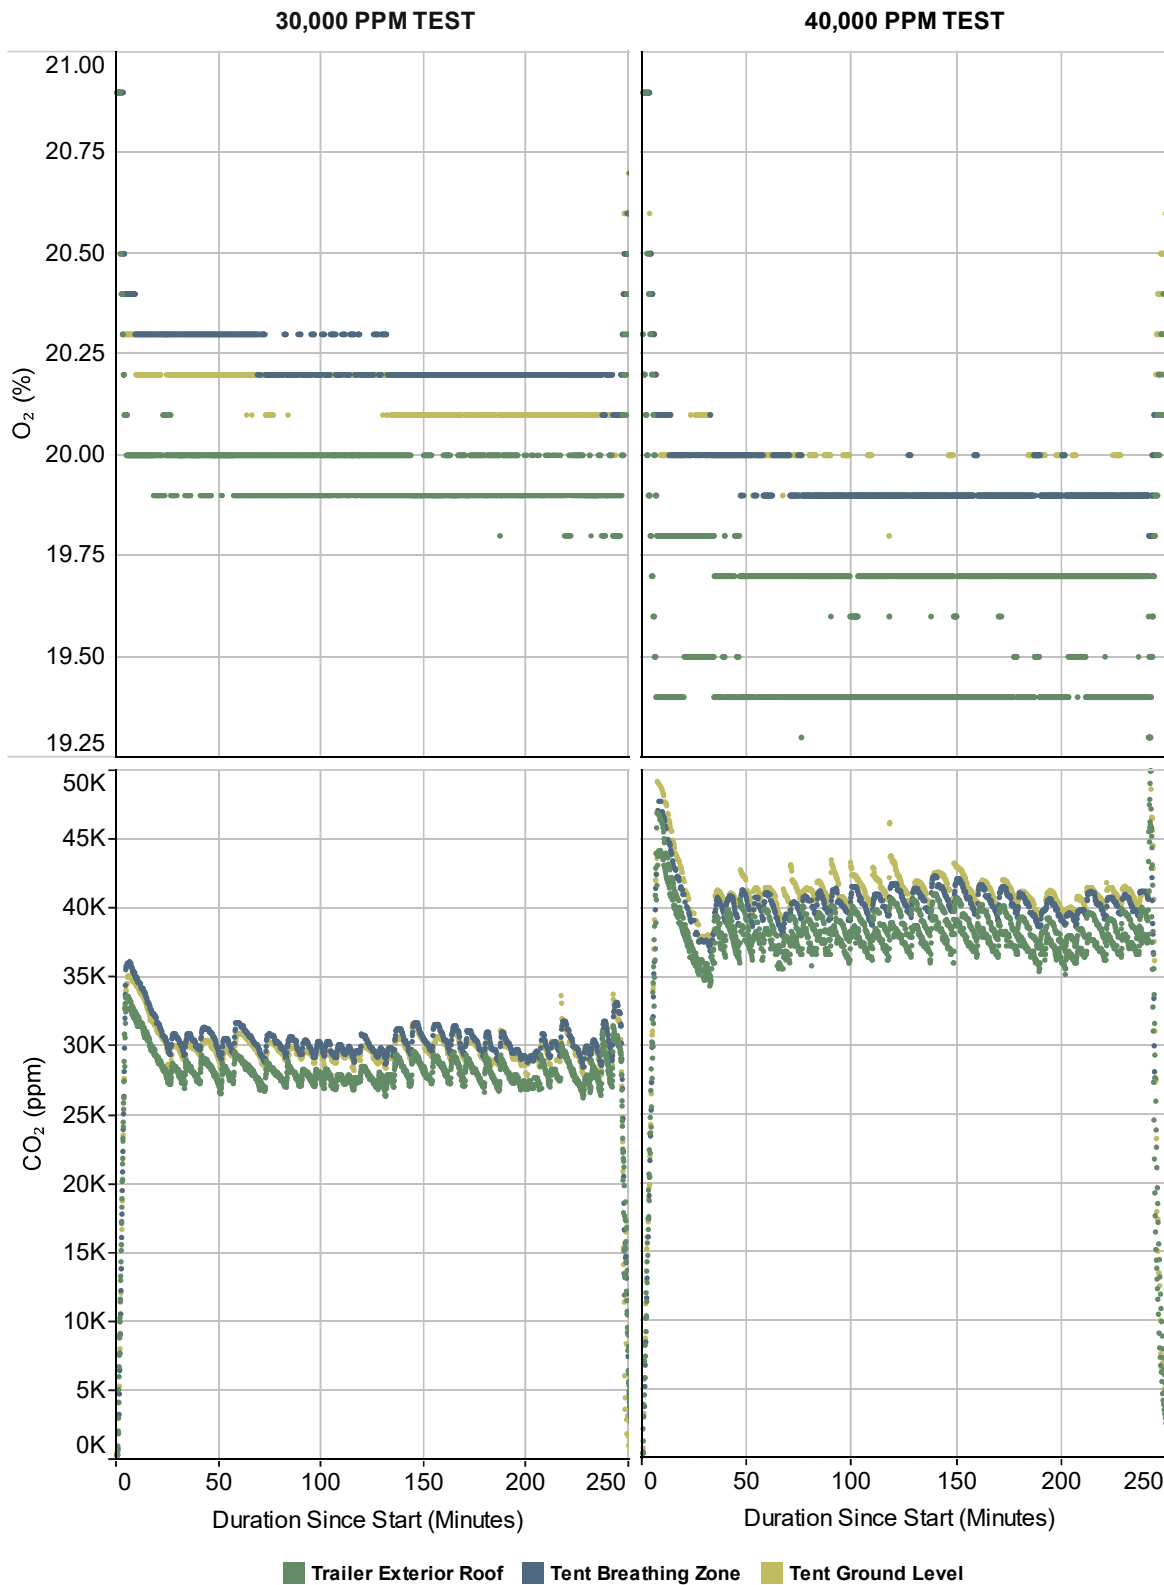 30,000 PPM TEST
40,000 PPM TEST
21.00
20.75
20.50
20.25
20.00
19.75
19.50
19.25
O₂ (%)
50K
45K
40K
35K
30K
25K
20K
15K
10K
5K
0K
CO₂ (ppm)
0 50 100 150 200 250
0 50 100 150 200 250
Duration Since Start (Minutes)
Duration Since Start (Minutes)
Trailer Exterior Roof Tent Breathing Zone Tent Ground Level